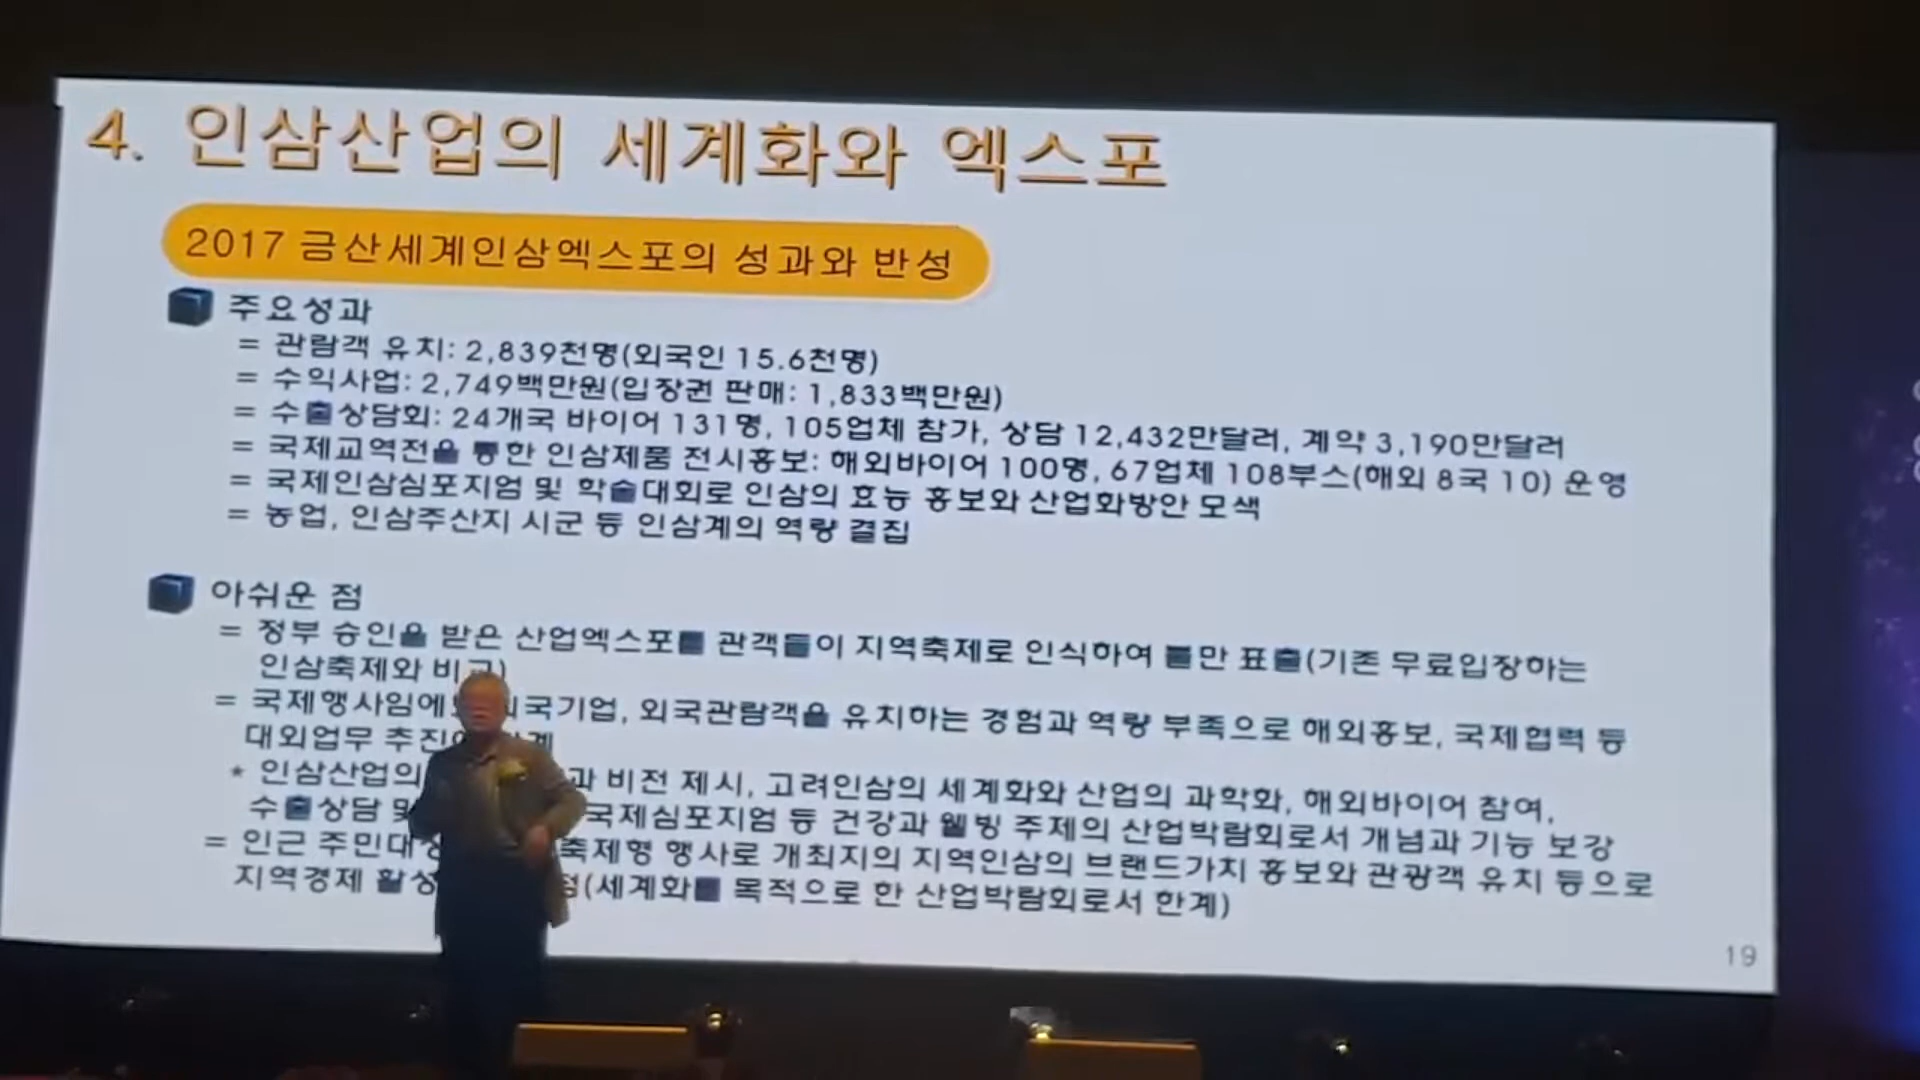 4. 인삼산업의 세계화와 엑스포
2017 금산세계인삼엑스포의 성과와 반성
주요성과
= 관람객 유치: 2,839천명(외국인 15.6천명)
= 수익사업: 2,749백만원(입장권 판매: 1,833백만원)
= 수출상담회: 24개국 바이어 131명, 105업체 참가, 상담 12,432만달러, 계약 3,190만달러
= 국제교역전을 통한 인삼제품 전시홍보: 해외바이어 100명, 67업체 108부스(해외 8국 10) 운영
= 국제인삼심포지엄 및 학술대회로 인삼의 효능 홍보와 산업화방안 모색
= 농업, 인삼주산지 시군 등 인삼계의 역량 결집
아쉬운 점
= 정부 승인을 받은 산업엑스포를 관객들이 지역축제로 인식하여 불만 표출(기존 무료입장하는
인삼축제와 비교)
= 국제행사임에 외국기업, 외국관람객을 유치하는 경험과 역량 부족으로 해외홍보, 국제협력 등
대외업무 추진
* 인삼산업의 과 비전 제시, 고려인삼의 세계화와 산업의 과학화, 해외바이어 참여,
수출상담 및 국제심포지엄 등 건강과 웰빙 주제의 산업박람회로서 개념과 기능 보강
= 인근 주민대상 축제형 행사로 개최지의 지역인삼의 브랜드가치 홍보와 관광객 유치 등으로
지역경제 활성 (세계화를 목적으로 한 산업박람회로서 한계)
19